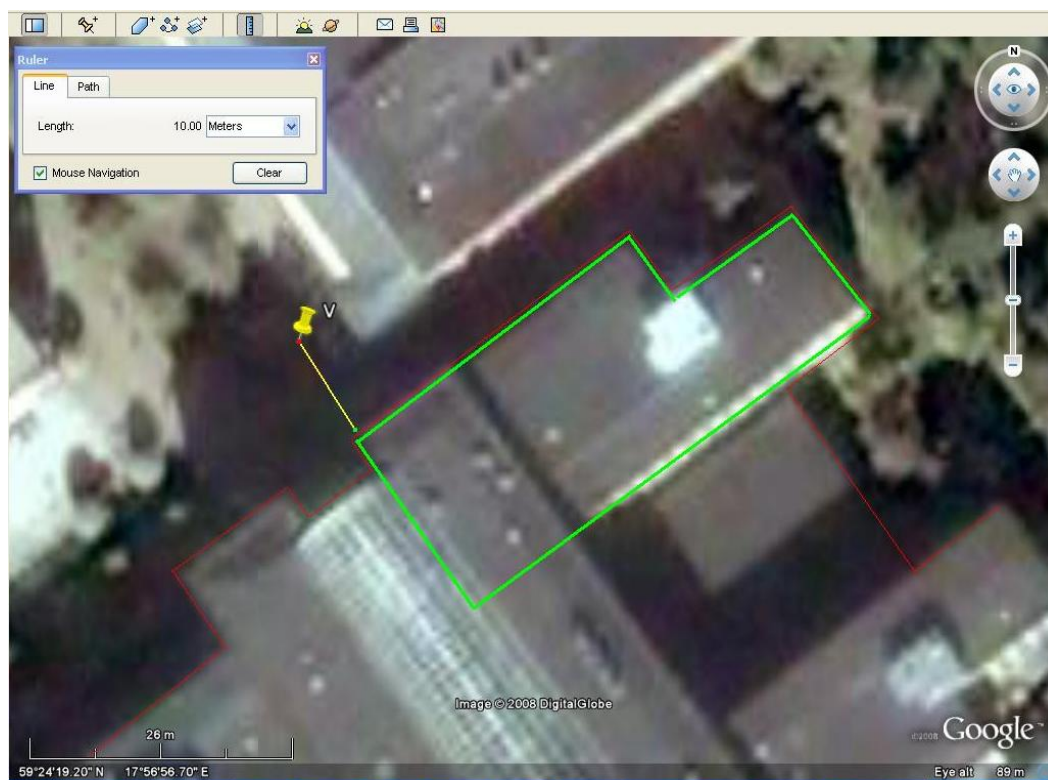 Ruler
Line Path
Length: 10.00 Meters
Mouse Navigation Clear
N
V
Image © 2008 DigitalGlobe
26 m
©2008 Google™
59°24'19.20" N 17°56'56.70" E Eye alt 89 m